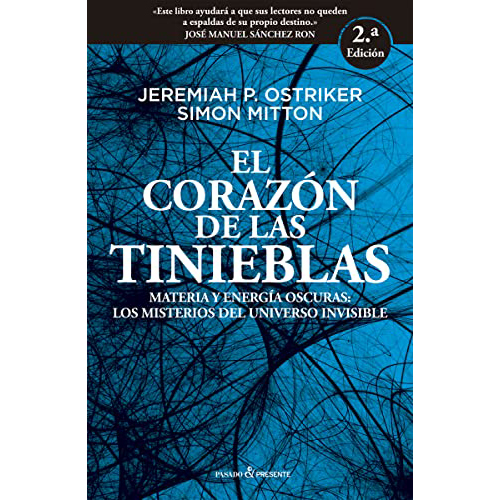 «Este libro ayudará a que sus lectores no queden
a espaldas de su propio destino.»
JOSÉ MANUEL SÁNCHEZ RON
2.ª
Edición
JEREMIAH P. OSTRIKER
SIMON MITTON
EL
CORAZÓN
DE LAS
TINIEBLAS
MATERIA Y ENERGÍA OSCURAS:
LOS MISTERIOS DEL UNIVERSO INVISIBLE
PASADO & PRESENTE